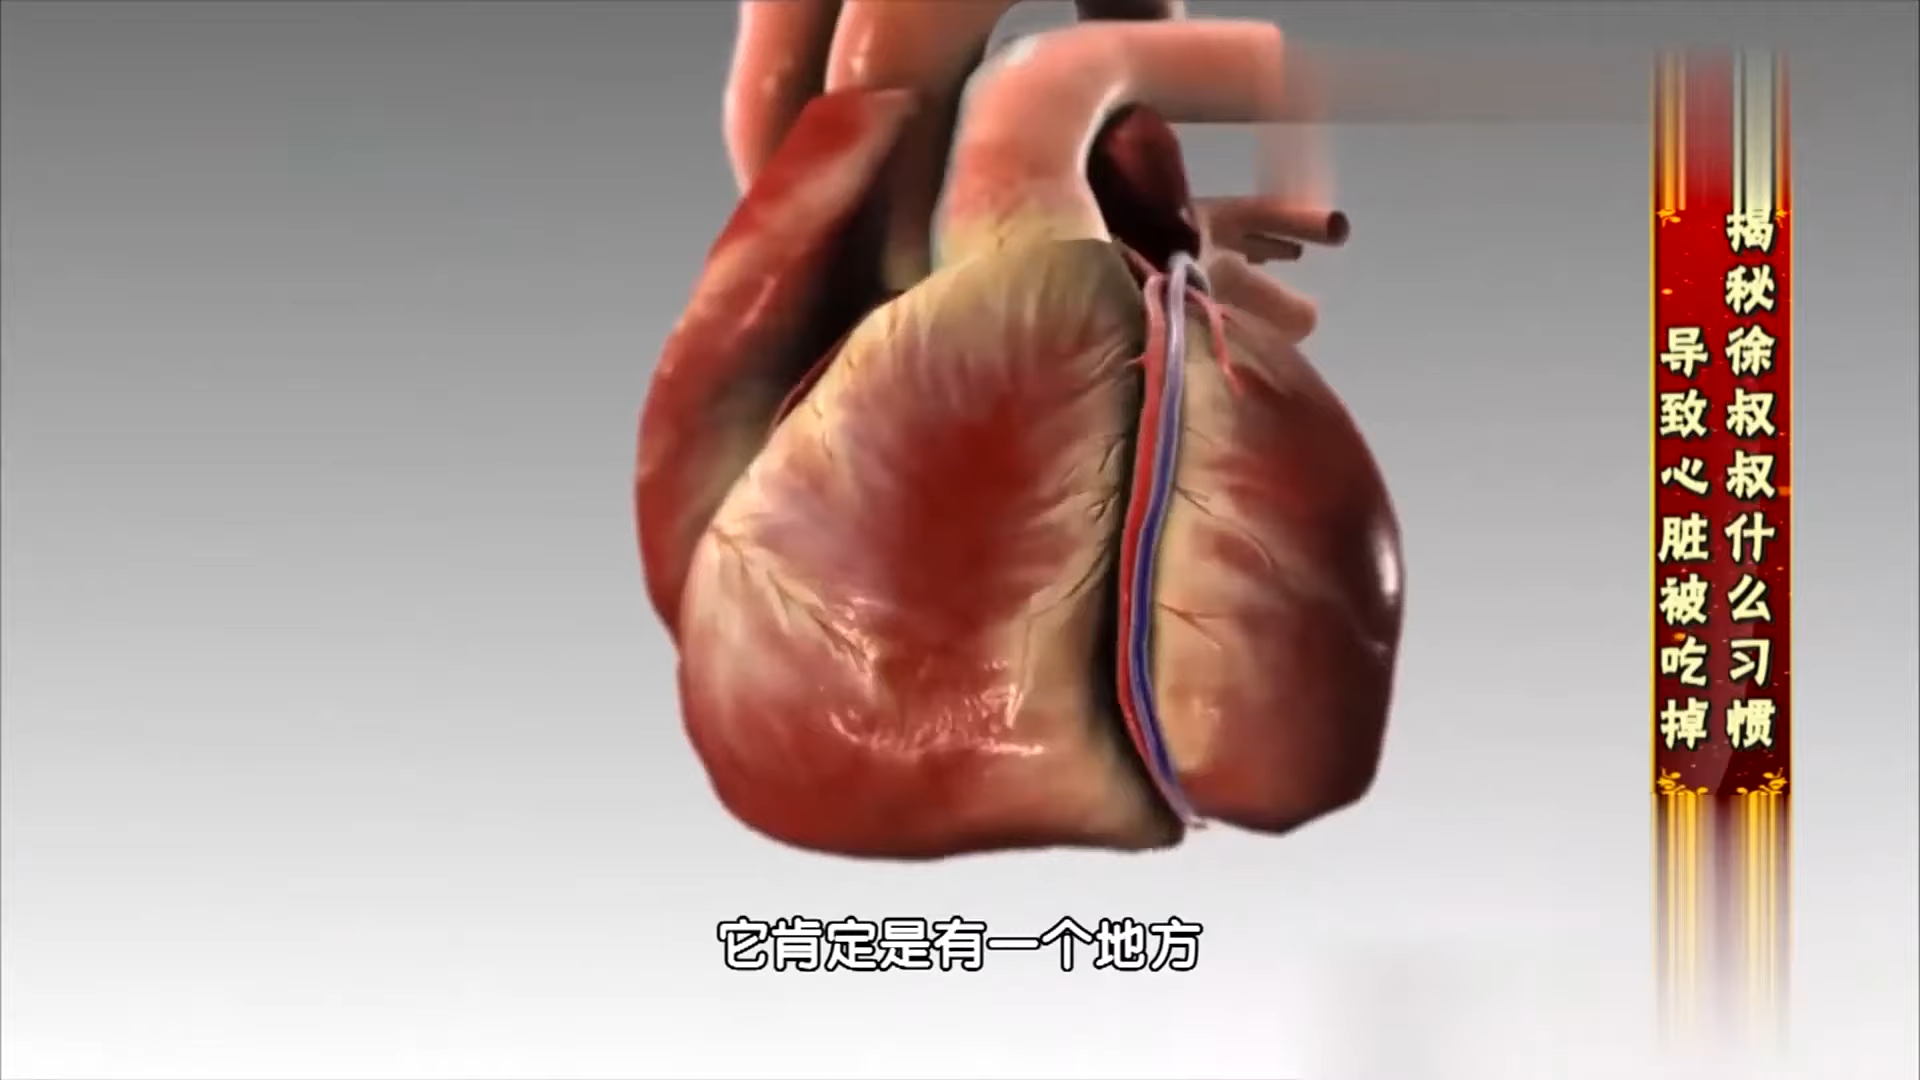 揭秘徐叔叔什么习惯
导致心脏被吃掉
它肯定是有一个地方